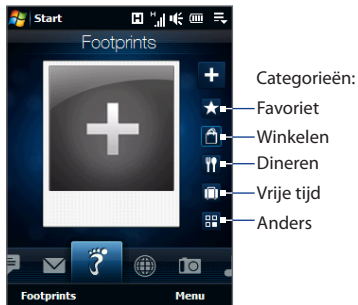 Start
H
Footprints
Categorieën:
Favoriet
Winkelen
Dineren
Vrije tijd
Anders
Footprints Menu